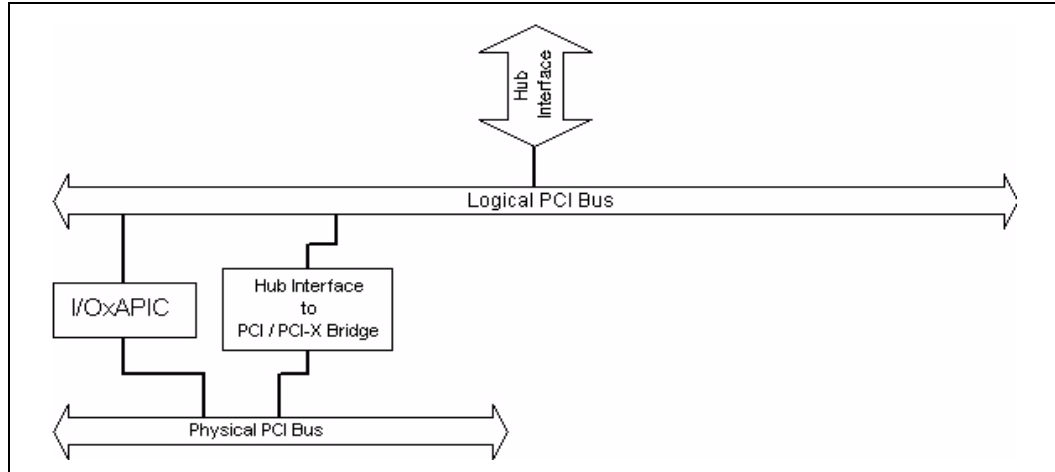 Hub
Interface
Logical PCI Bus
I/OxAPIC
Hub Interface
to
PCI / PCI-X Bridge
Physical PCI Bus